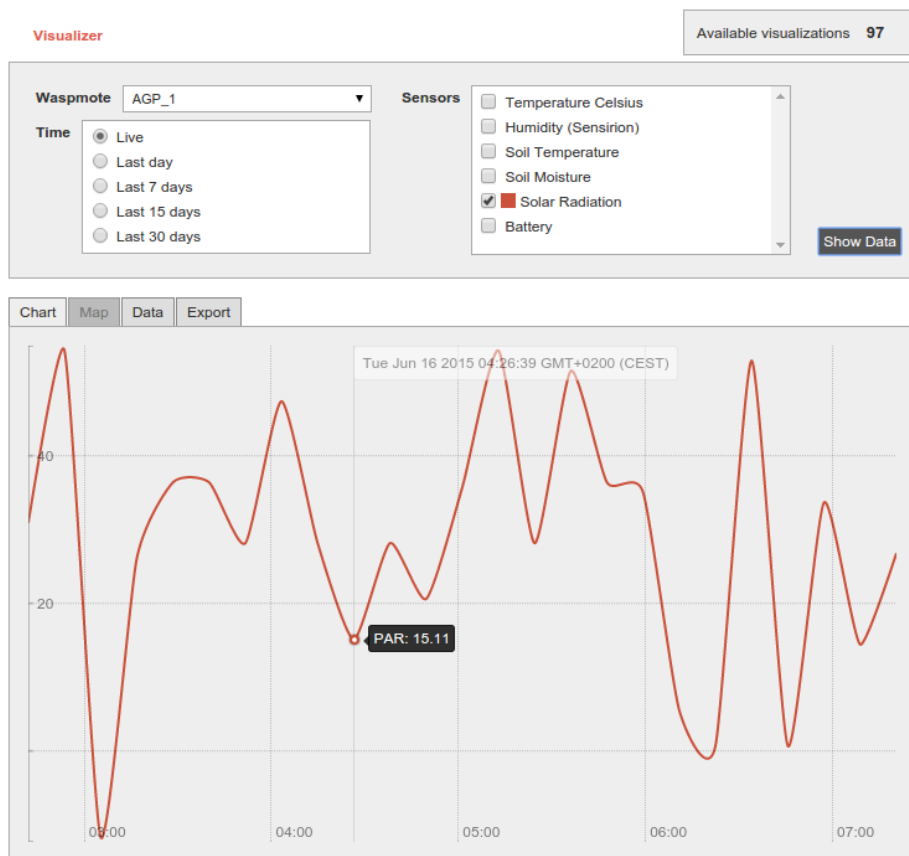 Visualizer
Available visualizations 97
Waspmote AGP_1
Time
Live
Last day
Last 7 days
Last 15 days
Last 30 days
Sensors
Temperature Celsius
Humidity (Sensirion)
Soil Temperature
Soil Moisture
Solar Radiation
Battery
Show Data
Chart Map Data Export
Tue Jun 16 2015 04:26:39 GMT+0200 (CEST)
40
20
PAR: 15.11
03:00 04:00 05:00 06:00 07:00